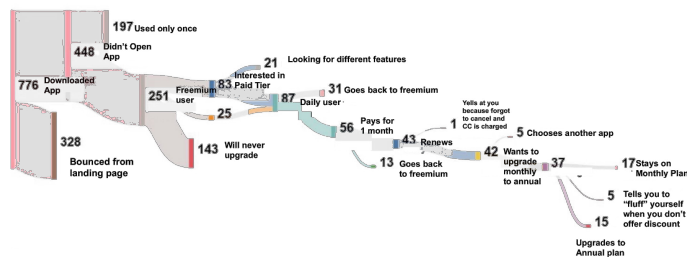 197 Used only once
448 Didn't Open
App
776 Downloaded
App
328
Bounced from
landing page
251 Freemium
user
143 Will never
upgrade
21 Looking for different features
83 Interested in
Paid Tier
25
87 Daily user
31 Goes back to freemium
56 Pays for
1 month
13 Goes back
to freemium
43 Renews
1 Yells at you
because forgot
to cancel and
CC is charged
5 Chooses another app
42 Wants to
upgrade
monthly
to annual
37
17 Stays on
Monthly Plan
5 Tells you to
"fluff" yourself
when you don't
offer discount
15
Upgrades to
Annual plan